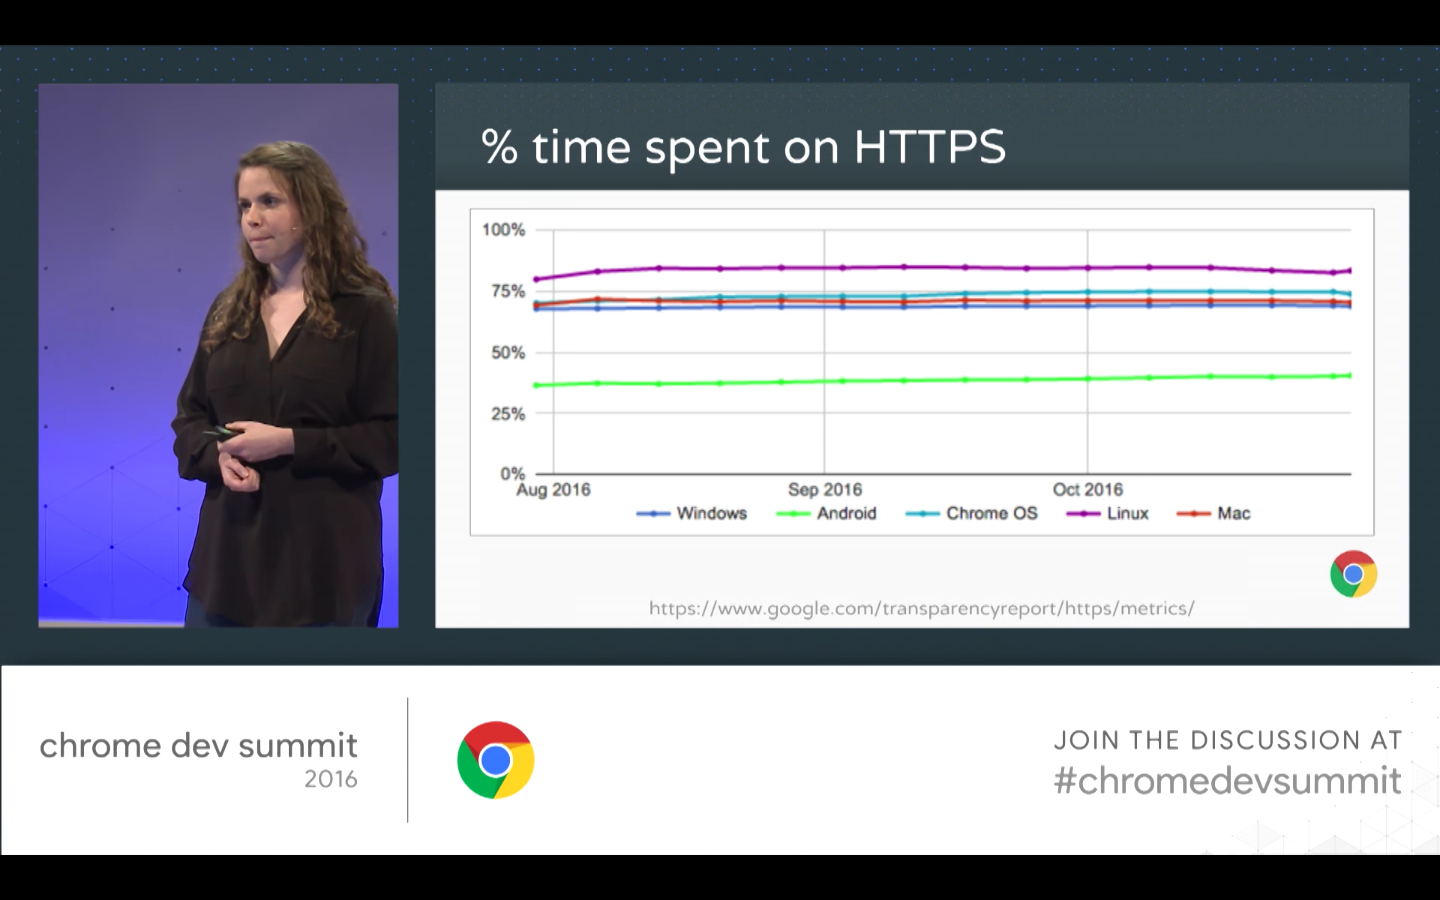 % time spent on HTTPS
100%
75%
50%
25%
0%
Aug 2016 Sep 2016 Oct 2016
Windows Android Chrome OS Linux Mac
https://www.google.com/transparencyreport/https/metrics/
chrome dev summit
2016
JOIN THE DISCUSSION AT
#chromedevsummit